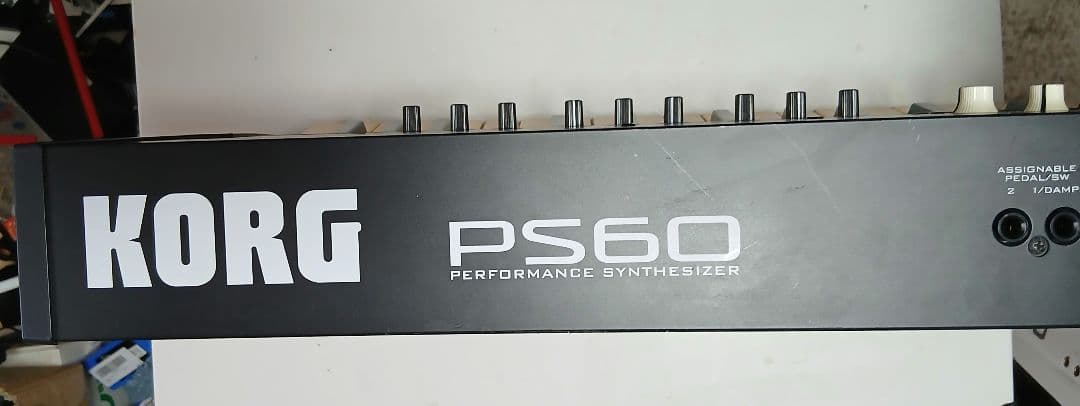 KORG
PS60
PERFORMANCE SYNTHESIZER
ASSIGNABLE
PEDAL/SW
2 1/DAMP